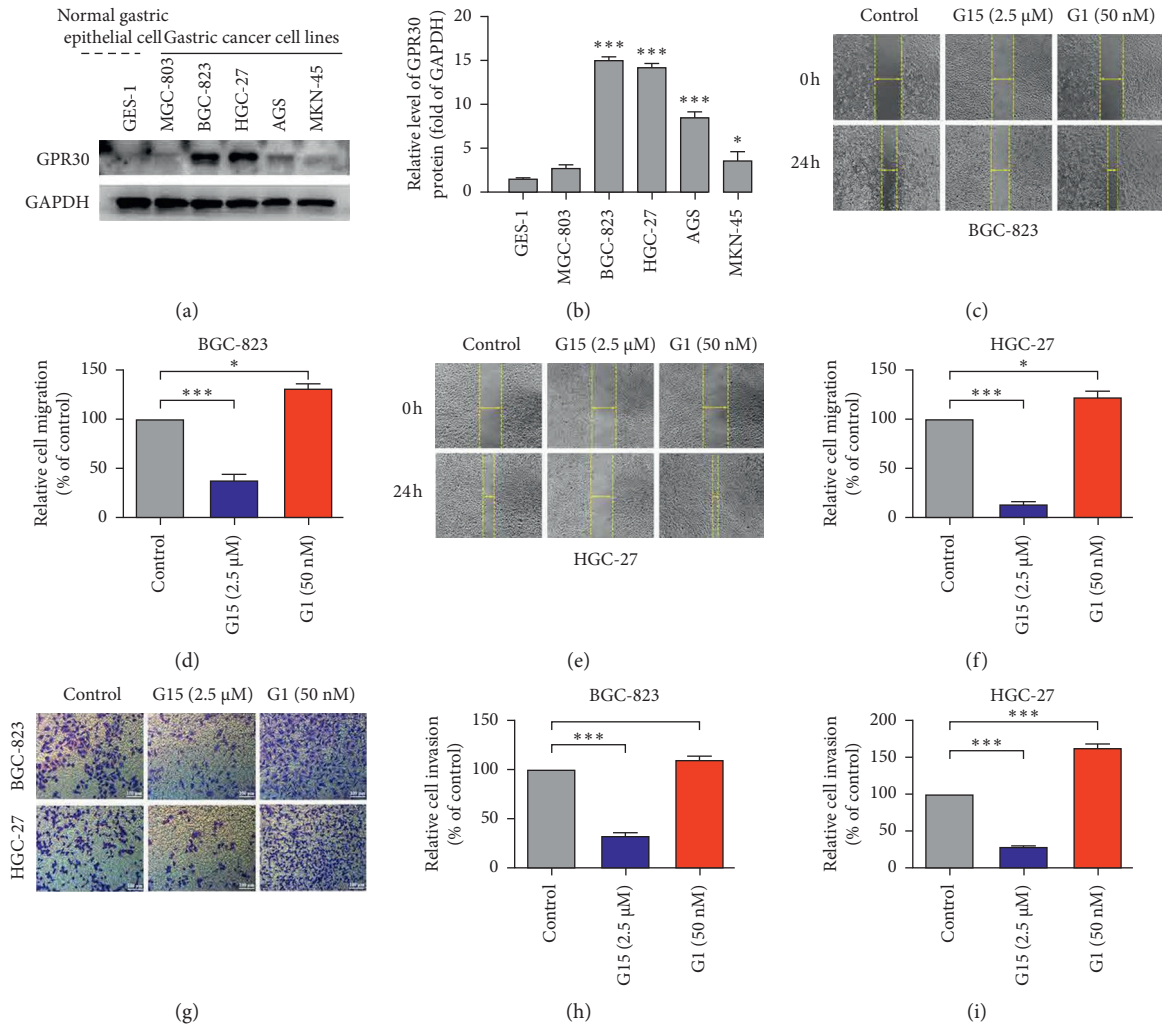 Normal gastric
epithelial cell
Gastric cancer cell lines
GES-1
MGC-803
BGC-823
HGC-27
AGS
MKN-45
GPR30
GAPDH
(a)
Relative level of GPR30
protein (fold of GAPDH)
20
15
10
5
0
***
***
***
*
GES-1
MGC-803
BGC-823
HGC-27
AGS
MKN-45
(b)
Control
G15 (2.5 μM)
G1 (50 nM)
0 h
24 h
BGC-823
(c)
BGC-823
Relative cell migration
(% of control)
150
100
50
0
*
***
Control
G15 (2.5 μM)
G1 (50 nM)
(d)
Control
G15 (2.5 μM)
G1 (50 nM)
0 h
24 h
HGC-27
(e)
HGC-27
Relative cell migration
(% of control)
150
100
50
0
*
***
Control
G15 (2.5 μM)
G1 (50 nM)
(f)
Control
G15 (2.5 μM)
G1 (50 nM)
BGC-823
HGC-27
(g)
BGC-823
Relative cell invasion
(% of control)
150
100
50
0
***
Control
G15 (2.5 μM)
G1 (50 nM)
(h)
HGC-27
Relative cell invasion
(% of control)
200
150
100
50
0
***
***
Control
G15 (2.5 μM)
G1 (50 nM)
(i)